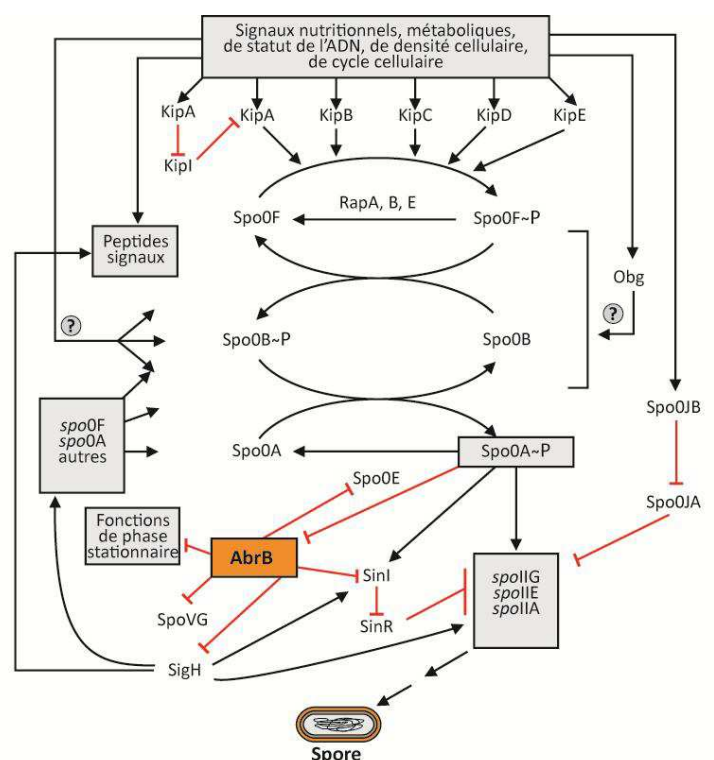 Signaux nutritionnels, métaboliques,
de statut de l'ADN, de densité cellulaire,
de cycle cellulaire
KipA
KipA
KipB
KipC
KipD
KipE
KipI
Spo0F
RapA, B, E
Spo0F~P
Peptides
signaux
Obg
?
?
Spo0B~P
Spo0B
Spo0JB
spo0F
spo0A
autres
Spo0A
Spo0A~P
Spo0E
Spo0JA
Fonctions
de phase
stationnaire
AbrB
SinI
spoIIG
spoIIE
spoIIA
SpoVG
SinR
SigH
Spore